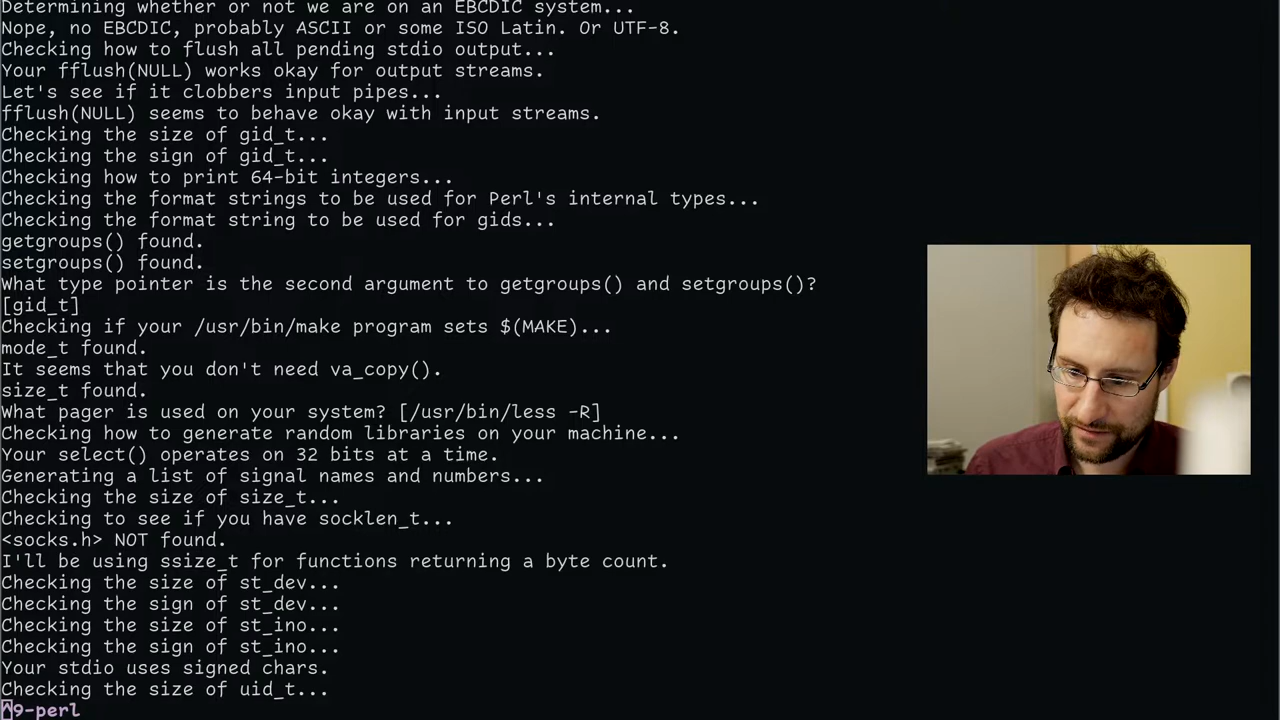 Determining whether or not we are on an EBCDIC system...
Nope, no EBCDIC, probably ASCII or some ISO Latin. Or UTF-8.
Checking how to flush all pending stdio output...
Your fflush(NULL) works okay for output streams.
Let's see if it clobbers input pipes...
fflush(NULL) seems to behave okay with input streams.
Checking the size of gid_t...
Checking the sign of gid_t...
Checking how to print 64-bit integers...
Checking the format strings to be used for Perl's internal types...
Checking the format string to be used for gids...
getgroups() found.
setgroups() found.
What type pointer is the second argument to getgroups() and setgroups()?
[gid_t]
Checking if your /usr/bin/make program sets $(MAKE)...
mode_t found.
It seems that you don't need va_copy().
size_t found.
What pager is used on your system? [/usr/bin/less -R]
Checking how to generate random libraries on your machine...
Your select() operates on 32 bits at a time.
Generating a list of signal names and numbers...
Checking the size of size_t...
Checking to see if you have socklen_t...
<socks.h> NOT found.
I'll be using ssize_t for functions returning a byte count.
Checking the size of st_dev...
Checking the sign of st_dev...
Checking the size of st_ino...
Checking the sign of st_ino...
Your stdio uses signed chars.
Checking the size of uid_t...
^9-perl